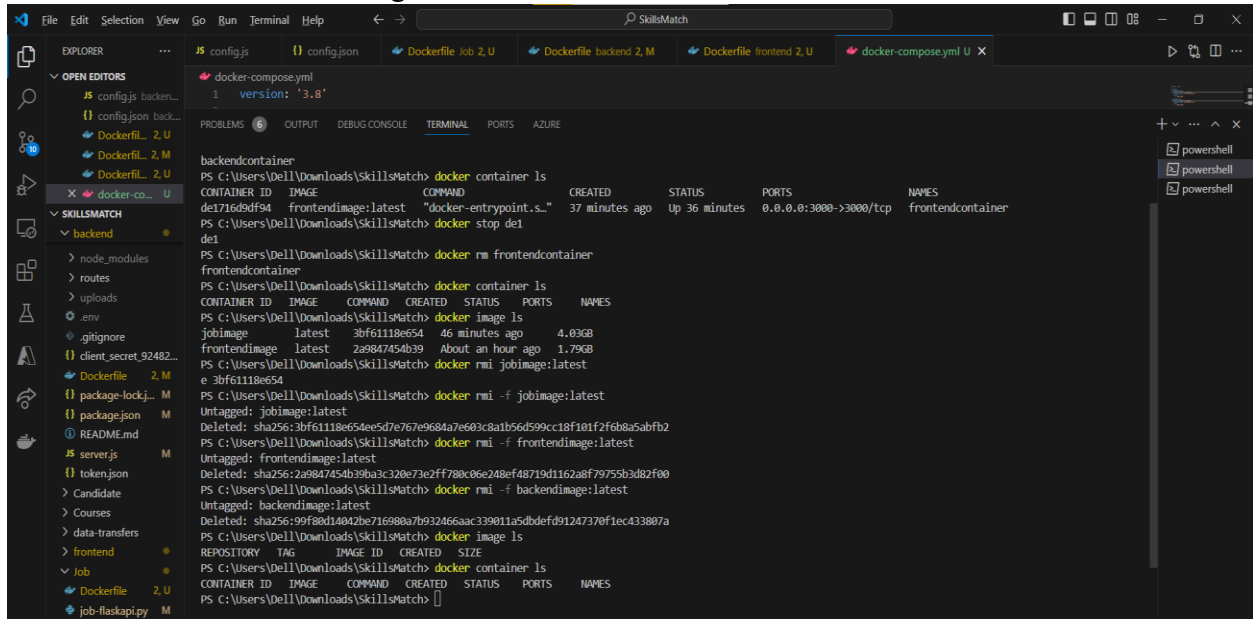 File Edit Selection View Go Run Terminal Help
SkillsMatch
EXPLORER
JS config.js
{} config.json
Dockerfile Job 2, U
Dockerfile backend 2, M
Dockerfile frontend 2, U
docker-compose.yml U
OPEN EDITORS
JS config.js backen...
{} config.json back...
Dockerfil... 2, U
Dockerfil... 2, M
Dockerfil... 2, U
docker-co... U
SKILLSMATCH
backend
node_modules
routes
uploads
.env
.gitignore
{} client_secret_92482...
Dockerfile 2, M
{} package-lock.j... M
{} package.json M
README.md
JS server.js M
{} token.json
Candidate
Courses
data-transfers
frontend
Job
Dockerfile 2, U
job-flaskapi.py M
10
docker-compose.yml
1 version: '3.8'
PROBLEMS 6 OUTPUT DEBUG CONSOLE TERMINAL PORTS AZURE
backendcontainer
PS C:\Users\Dell\Downloads\SkillsMatch> docker container ls
CONTAINER ID IMAGE COMMAND CREATED STATUS PORTS NAMES
de1716d9df94 frontendimage:latest "docker-entrypoint.s…" 37 minutes ago Up 36 minutes 0.0.0.0:3000->3000/tcp frontendcontainer
PS C:\Users\Dell\Downloads\SkillsMatch> docker stop de1
de1
PS C:\Users\Dell\Downloads\SkillsMatch> docker rm frontendcontainer
frontendcontainer
PS C:\Users\Dell\Downloads\SkillsMatch> docker container ls
CONTAINER ID IMAGE COMMAND CREATED STATUS PORTS NAMES
PS C:\Users\Dell\Downloads\SkillsMatch> docker image ls
jobimage latest 3bf61118e654 46 minutes ago 4.03GB
frontendimage latest 2a9847454b39 About an hour ago 1.79GB
PS C:\Users\Dell\Downloads\SkillsMatch> docker rmi jobimage:latest
e 3bf61118e654
PS C:\Users\Dell\Downloads\SkillsMatch> docker rmi -f jobimage:latest
Untagged: jobimage:latest
Deleted: sha256:3bf61118e654ee5d7e767e9684a7e603c8a1b56d599cc18f101f2f6b8a5abfb2
PS C:\Users\Dell\Downloads\SkillsMatch> docker rmi -f frontendimage:latest
Untagged: frontendimage:latest
Deleted: sha256:2a9847454b39ba3c320e73e2ff780c06e248ef48719d1162a8f79755b3d82f00
PS C:\Users\Dell\Downloads\SkillsMatch> docker rmi -f backendimage:latest
Untagged: backendimage:latest
Deleted: sha256:99f80d14042be716980a7b932466aac339011a5dbdefd91247370f1ec433807a
PS C:\Users\Dell\Downloads\SkillsMatch> docker image ls
REPOSITORY TAG IMAGE ID CREATED SIZE
PS C:\Users\Dell\Downloads\SkillsMatch> docker container ls
CONTAINER ID IMAGE COMMAND CREATED STATUS PORTS NAMES
PS C:\Users\Dell\Downloads\SkillsMatch>
powershell
powershell
powershell